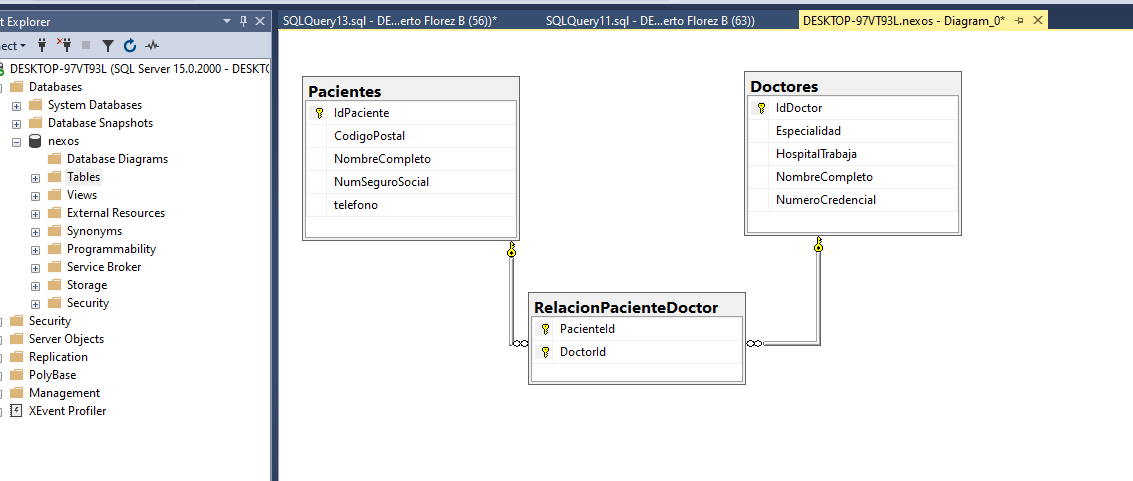 t Explorer
SQLQuery13.sql - DE...erto Florez B (56))*
SQLQuery11.sql - DE...erto Florez B (63))
DESKTOP-97VT93L.nexos - Diagram_0*
ect
DESKTOP-97VT93L (SQL Server 15.0.2000 - DESKTO
Databases
System Databases
Database Snapshots
nexos
Database Diagrams
Tables
Views
External Resources
Synonyms
Programmability
Service Broker
Storage
Security
Security
Server Objects
Replication
PolyBase
Management
XEvent Profiler
Pacientes
IdPaciente
CodigoPostal
NombreCompleto
NumSeguroSocial
telefono
Doctores
IdDoctor
Especialidad
HospitalTrabaja
NombreCompleto
NumeroCredencial
RelacionPacienteDoctor
PacienteId
DoctorId